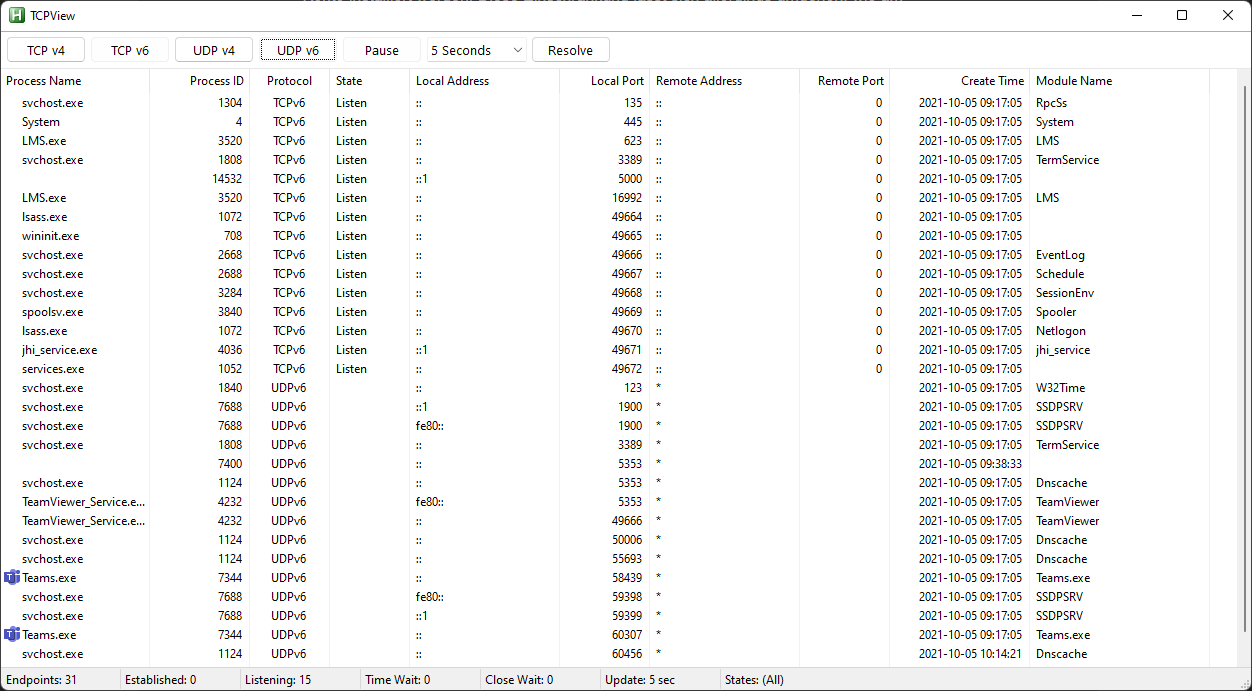 TCPView
TCP v4 TCP v6 UDP v4 UDP v6 Pause 5 Seconds Resolve
Process Name Process ID Protocol State Local Address Local Port Remote Address Remote Port Create Time Module Name
svchost.exe 1304 TCPv6 Listen :: 135 :: 0 2021-10-05 09:17:05 RpcSs
System 4 TCPv6 Listen :: 445 :: 0 2021-10-05 09:17:05 System
LMS.exe 3520 TCPv6 Listen :: 623 :: 0 2021-10-05 09:17:05 LMS
svchost.exe 1808 TCPv6 Listen :: 3389 :: 0 2021-10-05 09:17:05 TermService
14532 TCPv6 Listen ::1 5000 :: 0 2021-10-05 09:17:05
LMS.exe 3520 TCPv6 Listen :: 16992 :: 0 2021-10-05 09:17:05 LMS
lsass.exe 1072 TCPv6 Listen :: 49664 :: 0 2021-10-05 09:17:05
wininit.exe 708 TCPv6 Listen :: 49665 :: 0 2021-10-05 09:17:05
svchost.exe 2668 TCPv6 Listen :: 49666 :: 0 2021-10-05 09:17:05 EventLog
svchost.exe 2688 TCPv6 Listen :: 49667 :: 0 2021-10-05 09:17:05 Schedule
svchost.exe 3284 TCPv6 Listen :: 49668 :: 0 2021-10-05 09:17:05 SessionEnv
spoolsv.exe 3840 TCPv6 Listen :: 49669 :: 0 2021-10-05 09:17:05 Spooler
lsass.exe 1072 TCPv6 Listen :: 49670 :: 0 2021-10-05 09:17:05 Netlogon
jhi_service.exe 4036 TCPv6 Listen ::1 49671 :: 0 2021-10-05 09:17:05 jhi_service
services.exe 1052 TCPv6 Listen :: 49672 :: 0 2021-10-05 09:17:05
svchost.exe 1840 UDPv6 :: 123 * 2021-10-05 09:17:05 W32Time
svchost.exe 7688 UDPv6 ::1 1900 * 2021-10-05 09:17:05 SSDPSRV
svchost.exe 7688 UDPv6 fe80:: 1900 * 2021-10-05 09:17:05 SSDPSRV
svchost.exe 1808 UDPv6 :: 3389 * 2021-10-05 09:17:05 TermService
7400 UDPv6 :: 5353 * 2021-10-05 09:38:33
svchost.exe 1124 UDPv6 :: 5353 * 2021-10-05 09:17:05 Dnscache
TeamViewer_Service.e... 4232 UDPv6 fe80:: 5353 * 2021-10-05 09:17:05 TeamViewer
TeamViewer_Service.e... 4232 UDPv6 :: 49666 * 2021-10-05 09:17:05 TeamViewer
svchost.exe 1124 UDPv6 :: 50006 * 2021-10-05 09:17:05 Dnscache
svchost.exe 1124 UDPv6 :: 55693 * 2021-10-05 09:17:05 Dnscache
Teams.exe 7344 UDPv6 :: 58439 * 2021-10-05 09:17:05 Teams.exe
svchost.exe 7688 UDPv6 fe80:: 59398 * 2021-10-05 09:17:05 SSDPSRV
svchost.exe 7688 UDPv6 ::1 59399 * 2021-10-05 09:17:05 SSDPSRV
Teams.exe 7344 UDPv6 :: 60307 * 2021-10-05 09:17:05 Teams.exe
svchost.exe 1124 UDPv6 :: 60456 * 2021-10-05 10:14:21 Dnscache
Endpoints: 31 Established: 0 Listening: 15 Time Wait: 0 Close Wait: 0 Update: 5 sec States: (All)